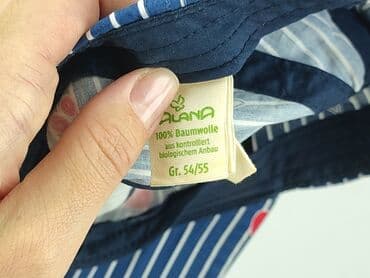 ALANA
100% Baumwolle
aus kontrolliert
biologischem Anbau
Gr. 54/55